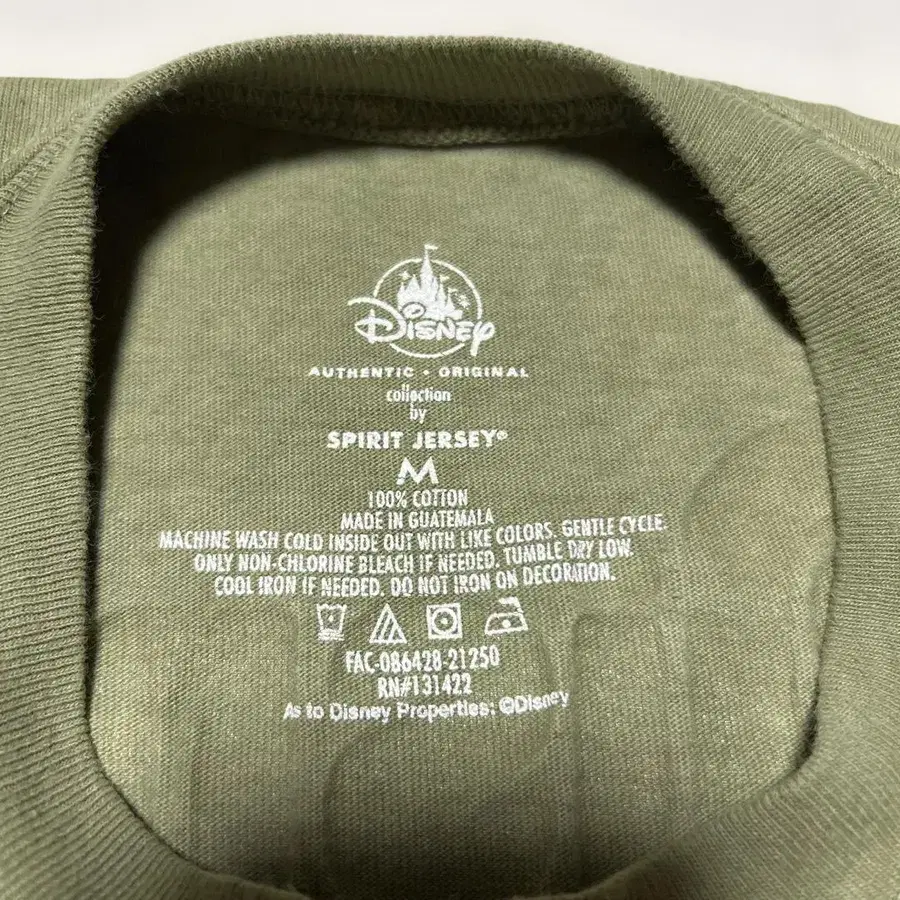 Disney
AUTHENTIC • ORIGINAL
collection
by
SPIRIT JERSEY®
M
100% COTTON
MADE IN GUATEMALA
MACHINE WASH COLD INSIDE OUT WITH LIKE COLORS. GENTLE CYCLE.
ONLY NON-CHLORINE BLEACH IF NEEDED. TUMBLE DRY LOW.
COOL IRON IF NEEDED. DO NOT IRON ON DECORATION.
FAC-086428-21250
RN#131422
As to Disney Properties: ©Disney